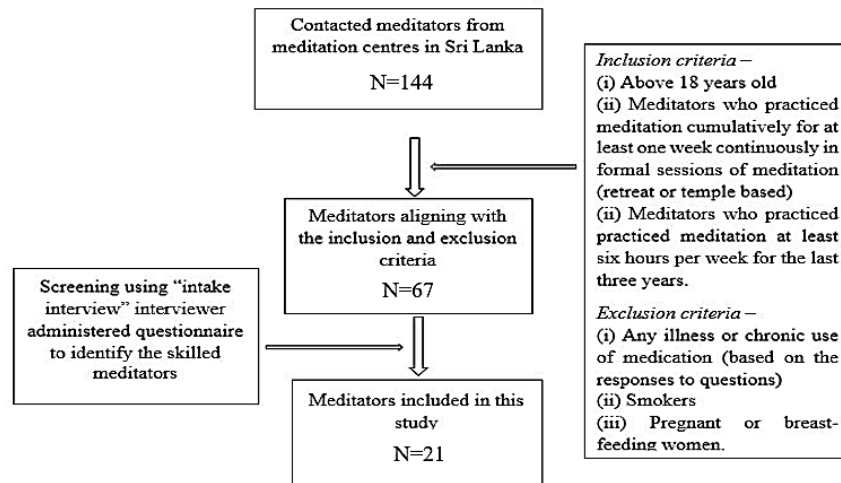 Contacted meditators from
meditation centres in Sri Lanka
N=144
Inclusion criteria –
(i) Above 18 years old
(ii) Meditators who practiced
meditation cumulatively for at
least one week continuously in
formal sessions of meditation
(retreat or temple based)
(ii) Meditators who practiced
practiced meditation at least
six hours per week for the last
three years.
Exclusion criteria –
(i) Any illness or chronic use
of medication (based on the
responses to questions)
(ii) Smokers
(iii) Pregnant or breast-
feeding women.
Meditators aligning with
the inclusion and exclusion
criteria
N=67
Screening using “intake
interview” interviewer
administered questionnaire
to identify the skilled
meditators
Meditators included in this
study
N=21